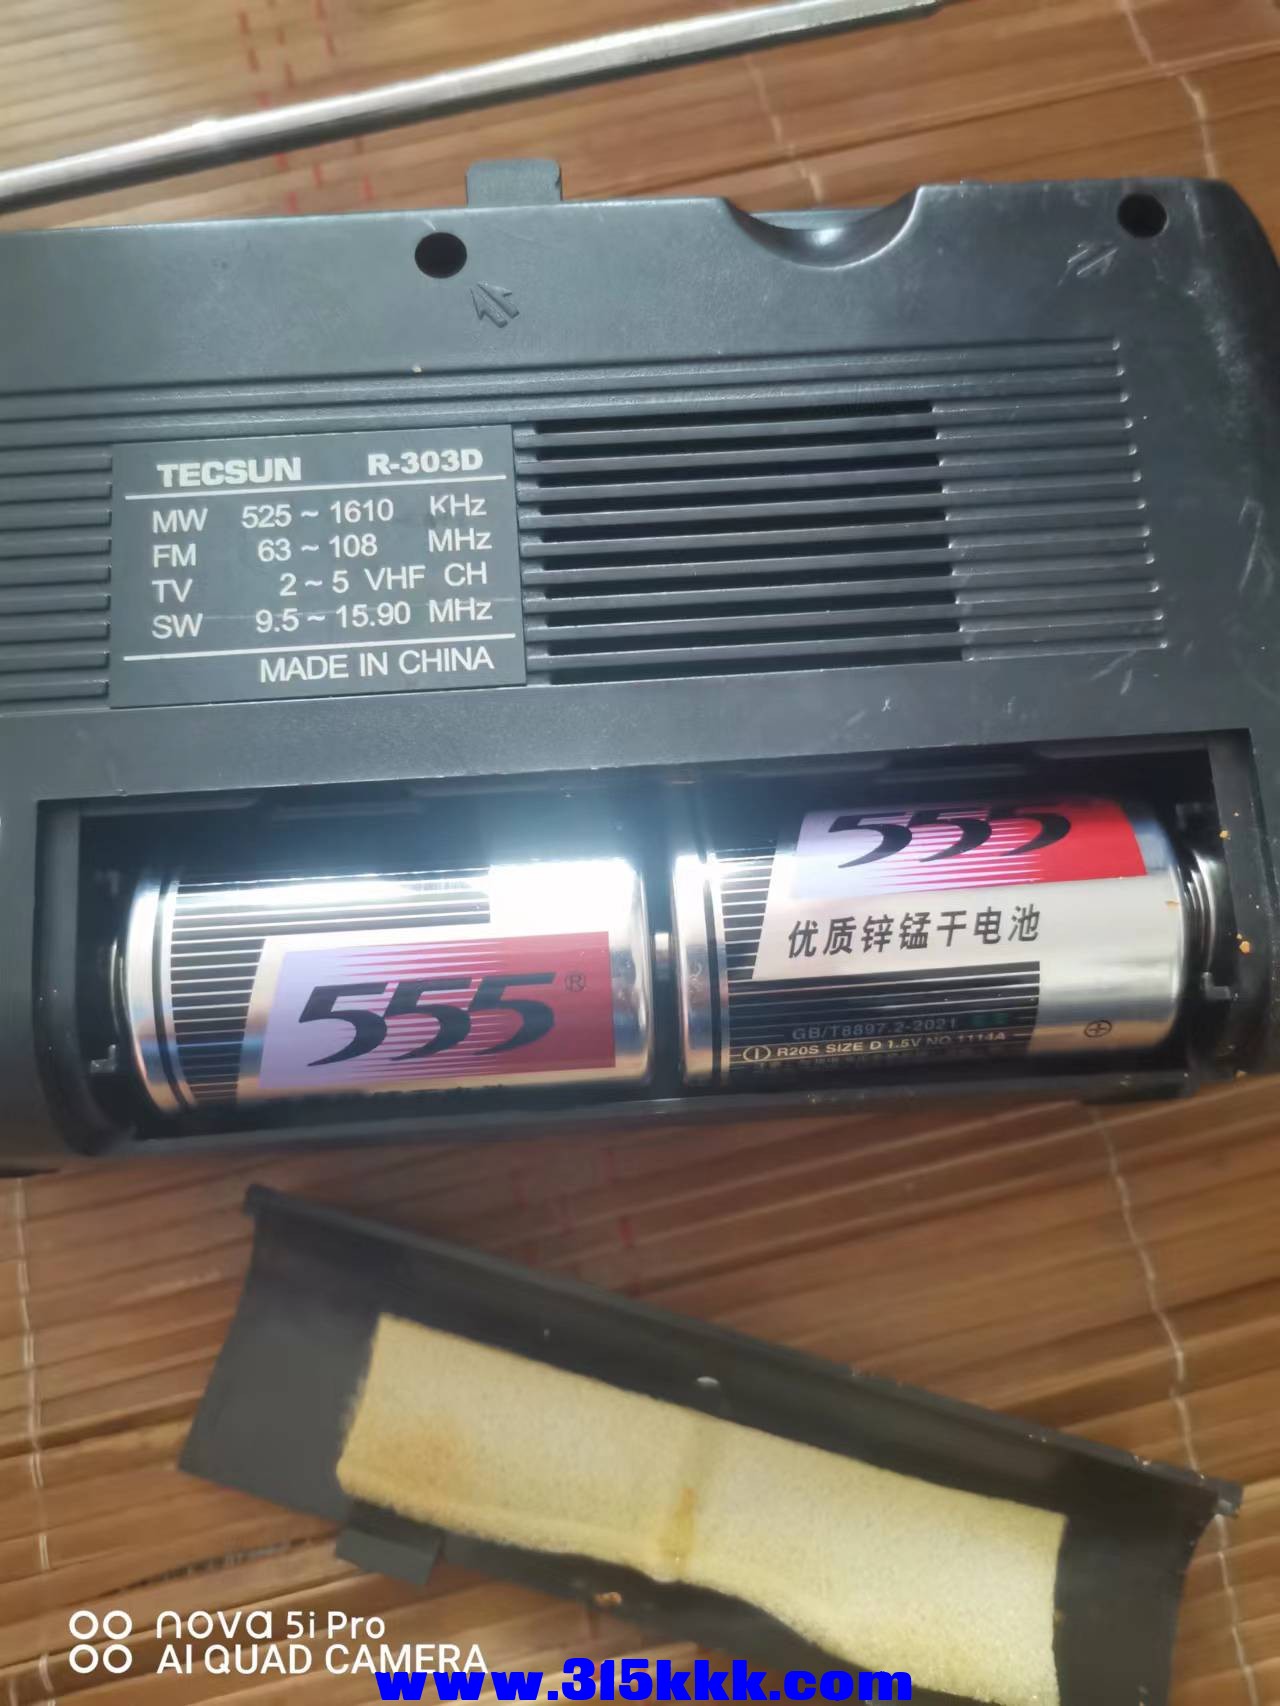 TECSUN R-303D
MW 525 ~ 1610 KHz
FM 63 ~ 108 MHz
TV 2 ~ 5 VHF CH
SW 9.5 ~ 15.90 MHz
MADE IN CHINA
555
优质锌锰干电池
GB/T8897.2-2021
R20S SIZE D 1.5V NO.1114A
555®
nova 5i Pro
AI QUAD CAMERA
www.315kkk.com